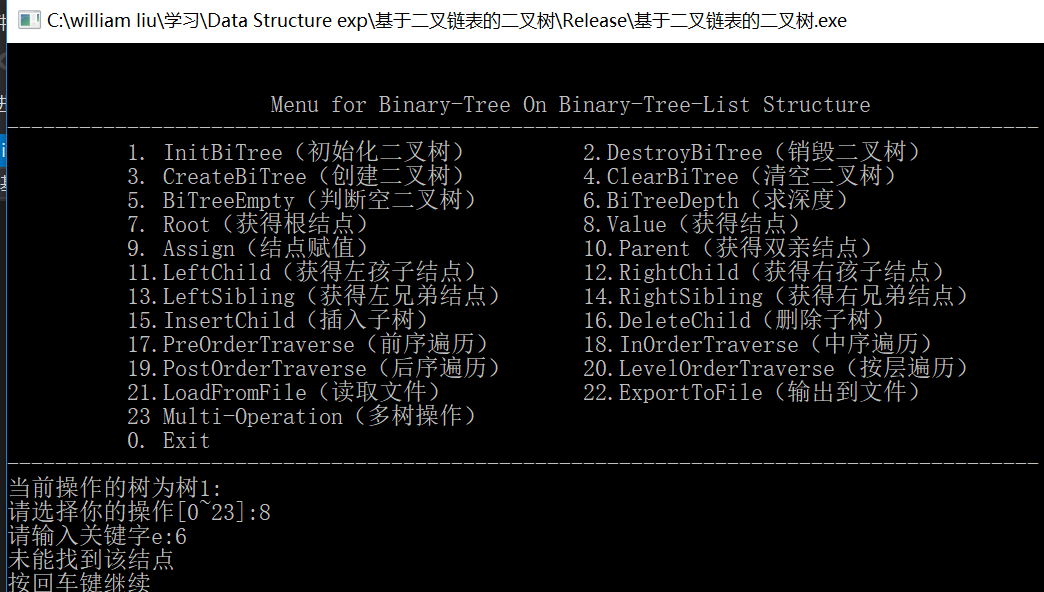 C:\william liu\学习\Data Structure exp\基于二叉链表的二叉树\Release\基于二叉链表的二叉树.exe
Menu for Binary-Tree On Binary-Tree-List Structure
1. InitBiTree（初始化二叉树） 2.DestroyBiTree（销毁二叉树）
3. CreateBiTree（创建二叉树） 4.ClearBiTree（清空二叉树）
5. BiTreeEmpty（判断空二叉树） 6.BiTreeDepth（求深度）
7. Root（获得根结点） 8.Value（获得结点）
9. Assign（结点赋值） 10.Parent（获得双亲结点）
11.LeftChild（获得左孩子结点） 12.RightChild（获得右孩子结点）
13.LeftSibling（获得左兄弟结点） 14.RightSibling（获得右兄弟结点）
15.InsertChild（插入子树） 16.DeleteChild（删除子树）
17.PreOrderTraverse（前序遍历） 18.InOrderTraverse（中序遍历）
19.PostOrderTraverse（后序遍历） 20.LevelOrderTraverse（按层遍历）
21.LoadFromFile（读取文件） 22.ExportToFile（输出到文件）
23 Multi-Operation（多树操作）
0. Exit
当前操作的树为树1:
请选择你的操作[0~23]:8
请输入关键字e:6
未能找到该结点
按回车键继续